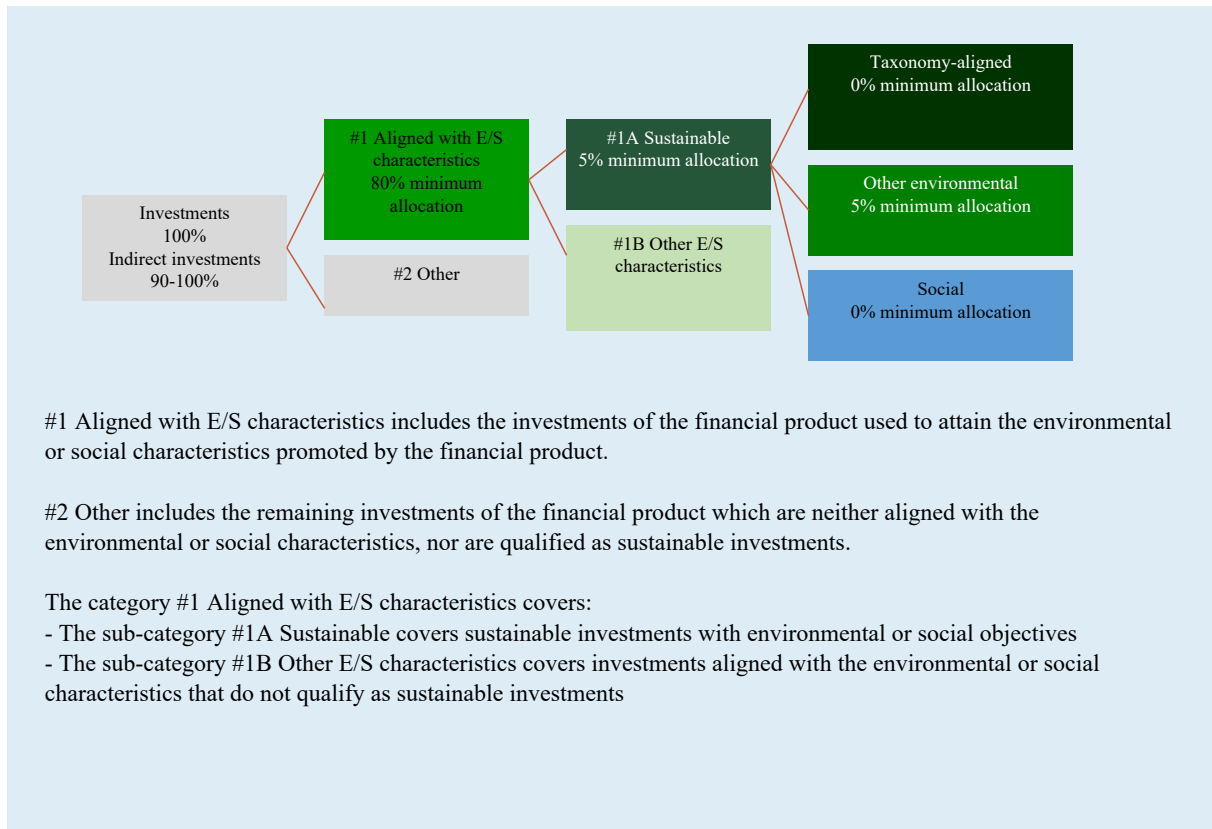 Investments
100%
Indirect investments
90-100%
#1 Aligned with E/S
characteristics
80% minimum
allocation
#2 Other
#1A Sustainable
5% minimum allocation
#1B Other E/S
characteristics
Taxonomy-aligned
0% minimum allocation
Other environmental
5% minimum allocation
Social
0% minimum allocation
#1 Aligned with E/S characteristics includes the investments of the financial product used to attain the environmental
or social characteristics promoted by the financial product.
#2 Other includes the remaining investments of the financial product which are neither aligned with the
environmental or social characteristics, nor are qualified as sustainable investments.
The category #1 Aligned with E/S characteristics covers:
- The sub-category #1A Sustainable covers sustainable investments with environmental or social objectives
- The sub-category #1B Other E/S characteristics covers investments aligned with the environmental or social
characteristics that do not qualify as sustainable investments